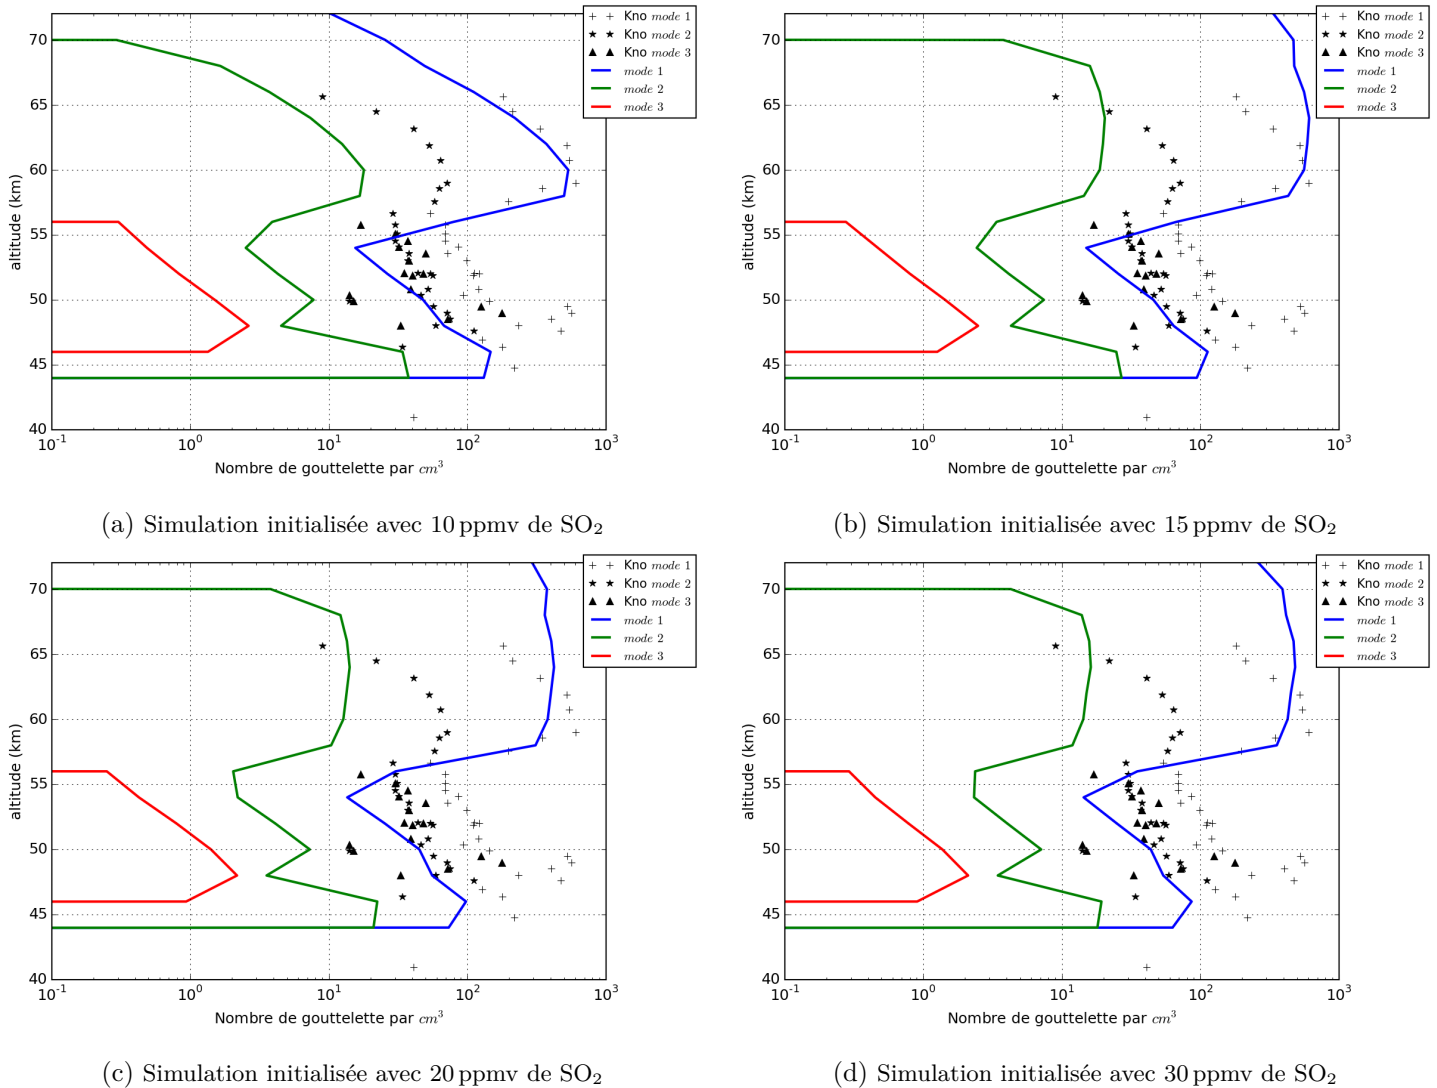 Kno mode 1
Kno mode 2
Kno mode 3
mode 1
mode 2
mode 3
altitude (km)
70
65
60
55
50
45
40
10^-1
10^0
10^1
10^2
10^3
Nombre de gouttelette par cm^3
(a) Simulation initialisée avec 10 ppmv de SO₂
Kno mode 1
Kno mode 2
Kno mode 3
mode 1
mode 2
mode 3
altitude (km)
70
65
60
55
50
45
40
10^-1
10^0
10^1
10^2
10^3
Nombre de gouttelette par cm^3
(b) Simulation initialisée avec 15 ppmv de SO₂
Kno mode 1
Kno mode 2
Kno mode 3
mode 1
mode 2
mode 3
altitude (km)
70
65
60
55
50
45
40
10^-1
10^0
10^1
10^2
10^3
Nombre de gouttelette par cm^3
(c) Simulation initialisée avec 20 ppmv de SO₂
Kno mode 1
Kno mode 2
Kno mode 3
mode 1
mode 2
mode 3
altitude (km)
70
65
60
55
50
45
40
10^-1
10^0
10^1
10^2
10^3
Nombre de gouttelette par cm^3
(d) Simulation initialisée avec 30 ppmv de SO₂